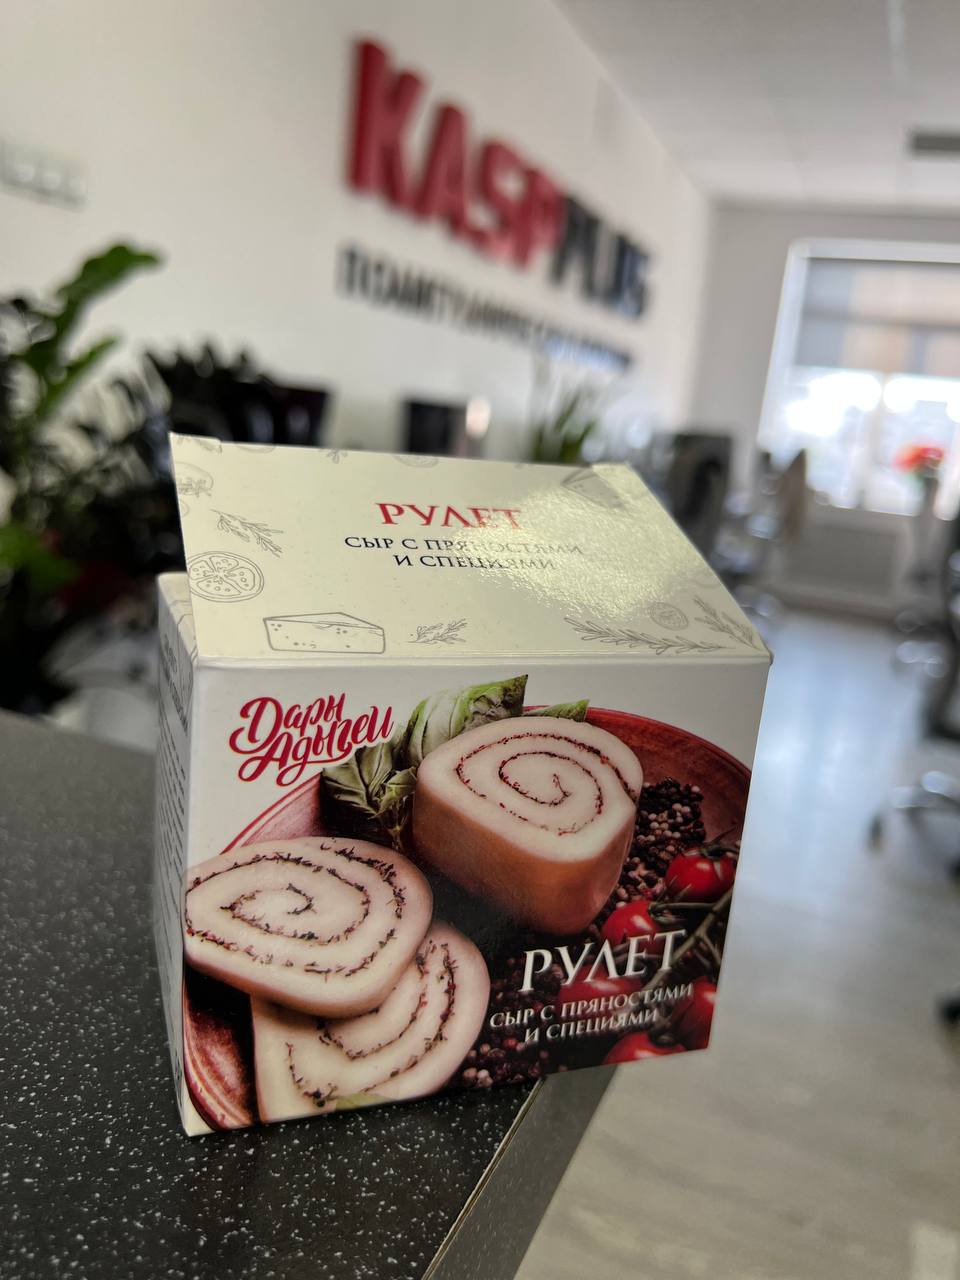 KASPPLUS
РУЛЕТ
СЫР С ПРЯНОСТЯМИ
И СПЕЦИЯМИ
Дары
Адыгеи
РУЛЕТ
СЫР С ПРЯНОСТЯМИ
И СПЕЦИЯМИ